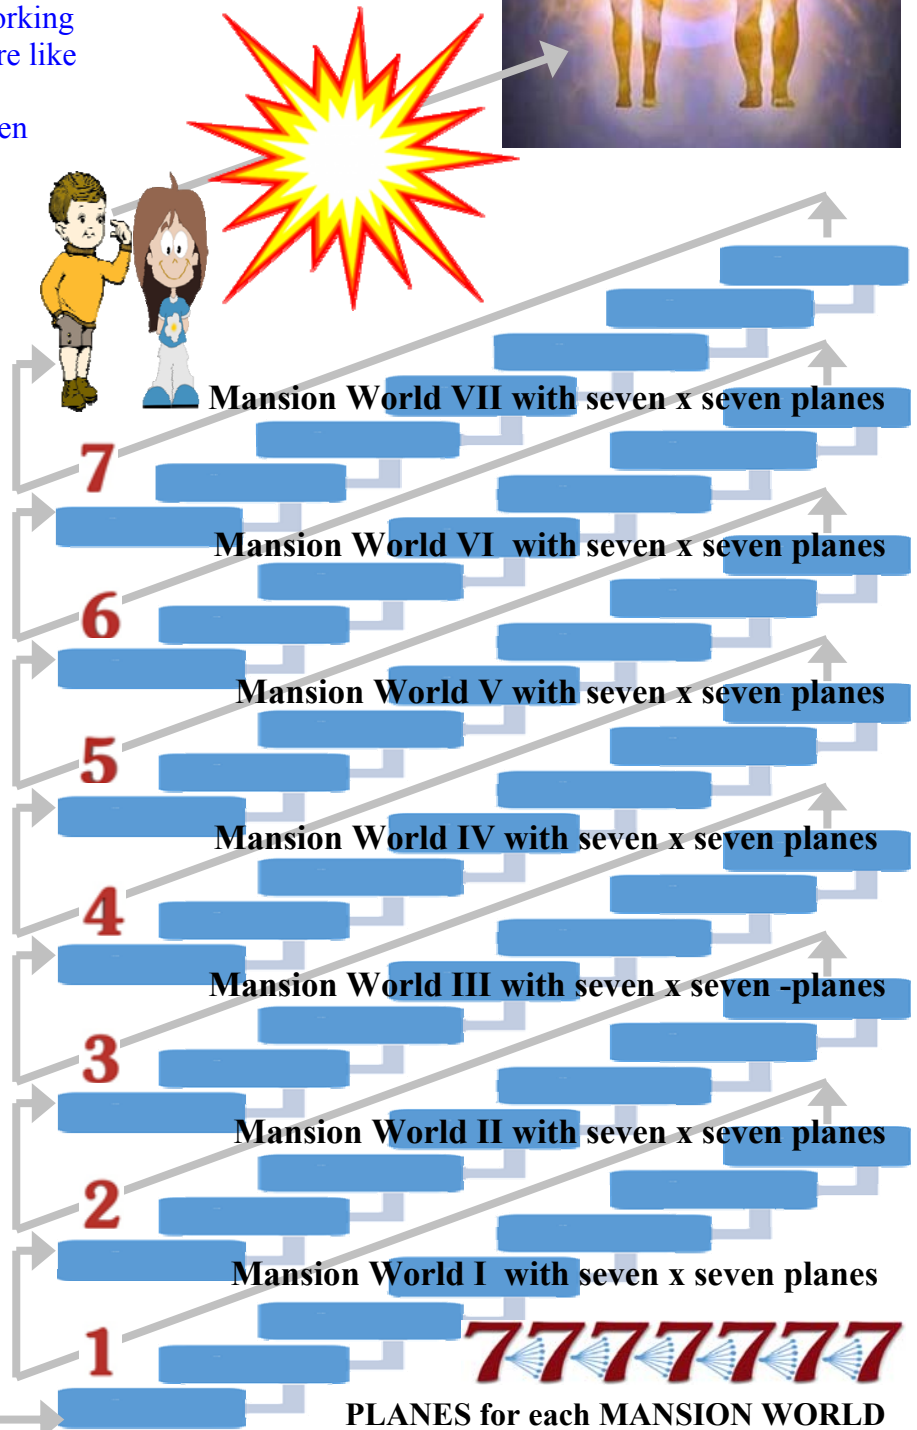 orking
re like
en
Mansion World VII with seven x seven planes
7
Mansion World VI with seven x seven planes
6
Mansion World V with seven x seven planes
5
Mansion World IV with seven x seven planes
4
Mansion World III with seven x seven -planes
3
Mansion World II with seven x seven planes
2
Mansion World I with seven x seven planes
1
7777777
PLANES for each MANSION WORLD